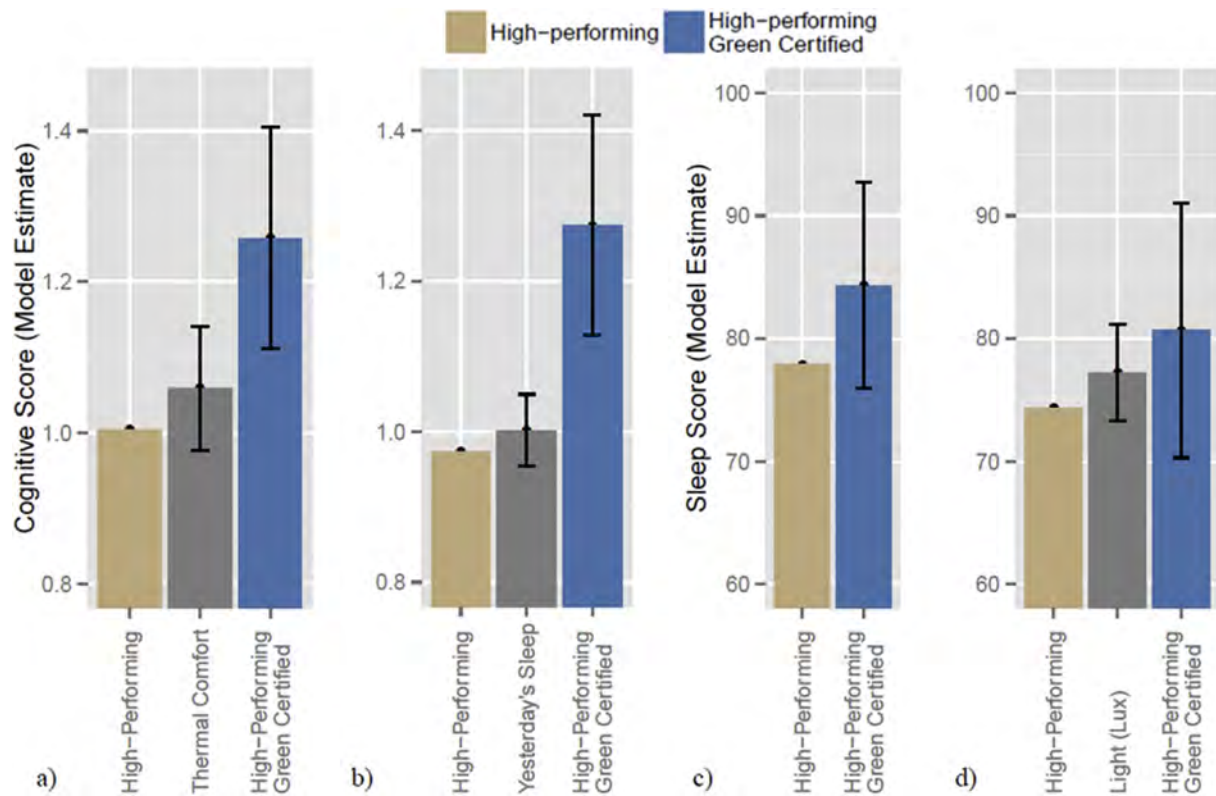 High-performing
High-performing
Green Certified
Cognitive Score (Model Estimate)
1.4
1.2
1.0
0.8
High-Performing
Thermal Comfort
High-Performing
Green Certified
a)
1.4
1.2
1.0
0.8
High-Performing
Yesterday's Sleep
High-Performing
Green Certified
b)
Sleep Score (Model Estimate)
100
90
80
70
60
High-Performing
High-Performing
Green Certified
c)
100
90
80
70
60
High-Performing
Light (Lux)
High-Performing
Green Certified
d)